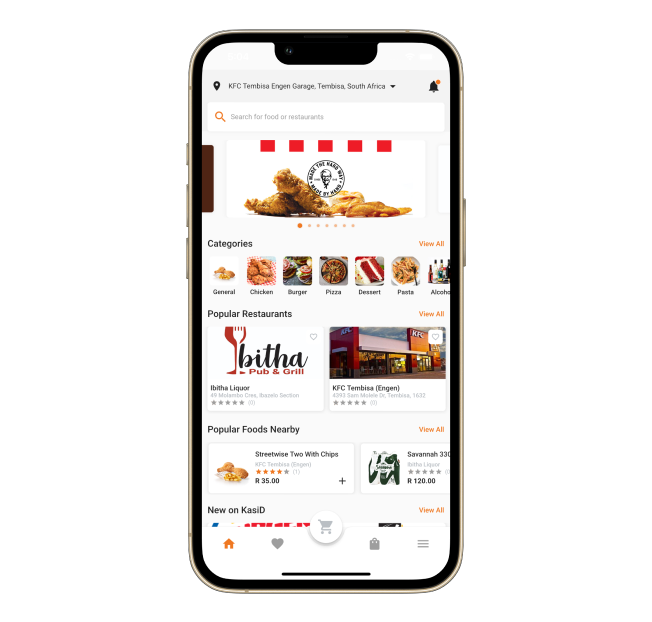 KFC Tembisa Engen Garage, Tembisa, South Africa
Search for food or restaurants
MADE THE HARD WAY
MADE BY HAND
Categories View All
General Chicken Burger Pizza Dessert Pasta Alcoho
Popular Restaurants View All
Ibitha
Pub & Grill
KFC
Ibitha Liquor
49 Molambo Cres, Ibazelo Section
(0)
KFC Tembisa (Engen)
4393 Sam Molele Dr, Tembisa, 1632
(0)
Popular Foods Nearby View All
Streetwise Two With Chips
KFC Tembisa (Engen)
(1)
R 35.00 +
Savannah 330
Ibitha Liquor
R 120.00
New on KasiD View All